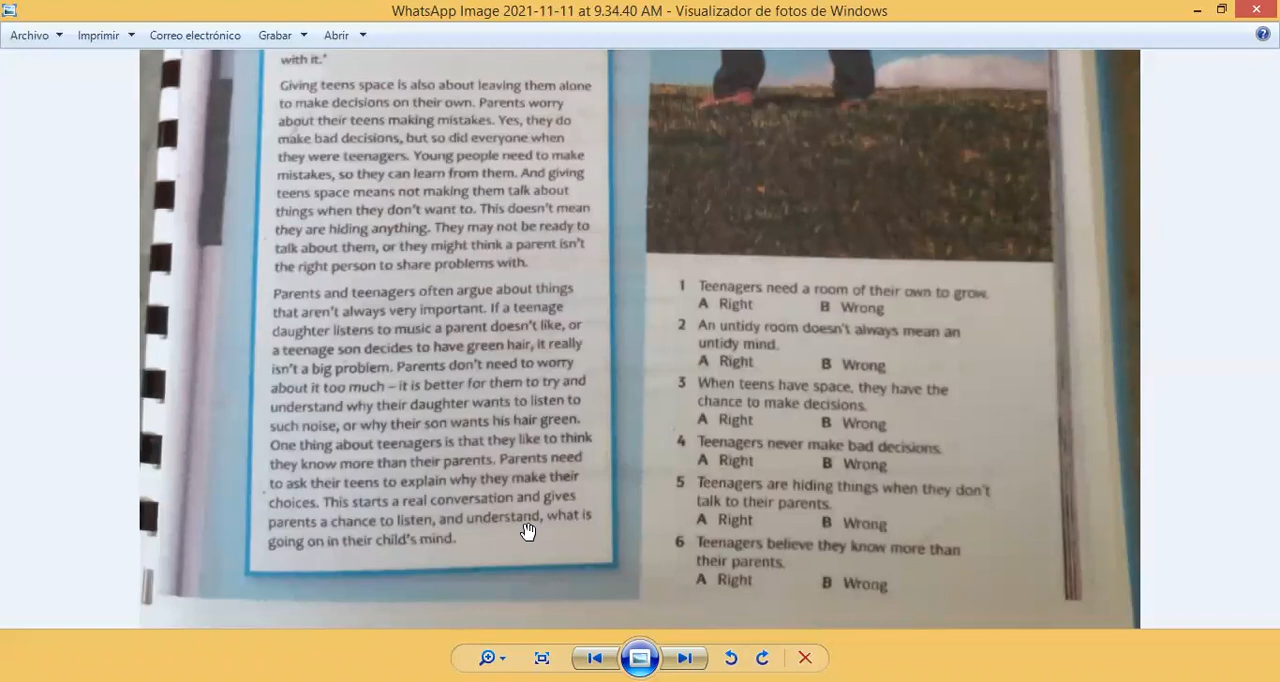 WhatsApp Image 2021-11-11 at 9.34.40 AM - Visualizador de fotos de Windows
Archivo Imprimir Correo electrónico Grabar Abrir
with it.'
Giving teens space is also about leaving them alone
to make decisions on their own. Parents worry
about their teens making mistakes. Yes, they do
make bad decisions, but so did everyone when
they were teenagers. Young people need to make
mistakes, so they can learn from them. And giving
teens space means not making them talk about
things when they don't want to. This doesn't mean
they are hiding anything. They may not be ready to
talk about them, or they might think a parent isn't
the right person to share problems with.
Parents and teenagers often argue about things
that aren't always very important. If a teenage
daughter listens to music a parent doesn't like, or
a teenage son decides to have green hair, it really
isn't a big problem. Parents don't need to worry
about it too much – it is better for them to try and
understand why their daughter wants to listen to
such noise, or why their son wants his hair green.
One thing about teenagers is that they like to think
they know more than their parents. Parents need
to ask their teens to explain why they make their
choices. This starts a real conversation and gives
parents a chance to listen, and understand, what is
going on in their child's mind.
1 Teenagers need a room of their own to grow.
A Right B Wrong
2 An untidy room doesn't always mean an
untidy mind.
A Right B Wrong
3 When teens have space, they have the
chance to make decisions.
A Right B Wrong
4 Teenagers never make bad decisions.
A Right B Wrong
5 Teenagers are hiding things when they don't
talk to their parents.
A Right B Wrong
6 Teenagers believe they know more than
their parents.
A Right B Wrong